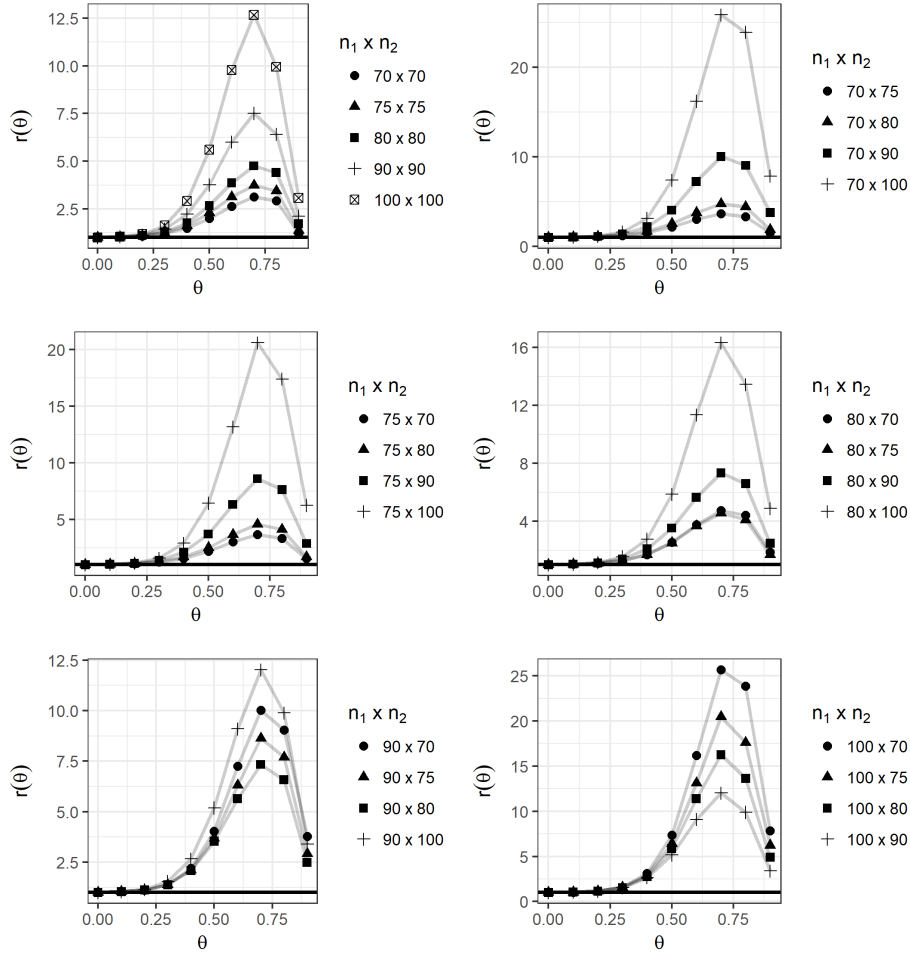 12.5
10.0
7.5
5.0
2.5
r(θ)
0.00 0.25 0.50 0.75
θ
n₁ x n₂
70 x 70
75 x 75
80 x 80
90 x 90
100 x 100
20
10
0
r(θ)
0.00 0.25 0.50 0.75
θ
n₁ x n₂
70 x 75
70 x 80
70 x 90
70 x 100
20
15
10
5
r(θ)
0.00 0.25 0.50 0.75
θ
n₁ x n₂
75 x 70
75 x 80
75 x 90
75 x 100
16
12
8
4
r(θ)
0.00 0.25 0.50 0.75
θ
n₁ x n₂
80 x 70
80 x 75
80 x 90
80 x 100
12.5
10.0
7.5
5.0
2.5
r(θ)
0.00 0.25 0.50 0.75
θ
n₁ x n₂
90 x 70
90 x 75
90 x 80
90 x 100
25
20
15
10
5
0
r(θ)
0.00 0.25 0.50 0.75
θ
n₁ x n₂
100 x 70
100 x 75
100 x 80
100 x 90